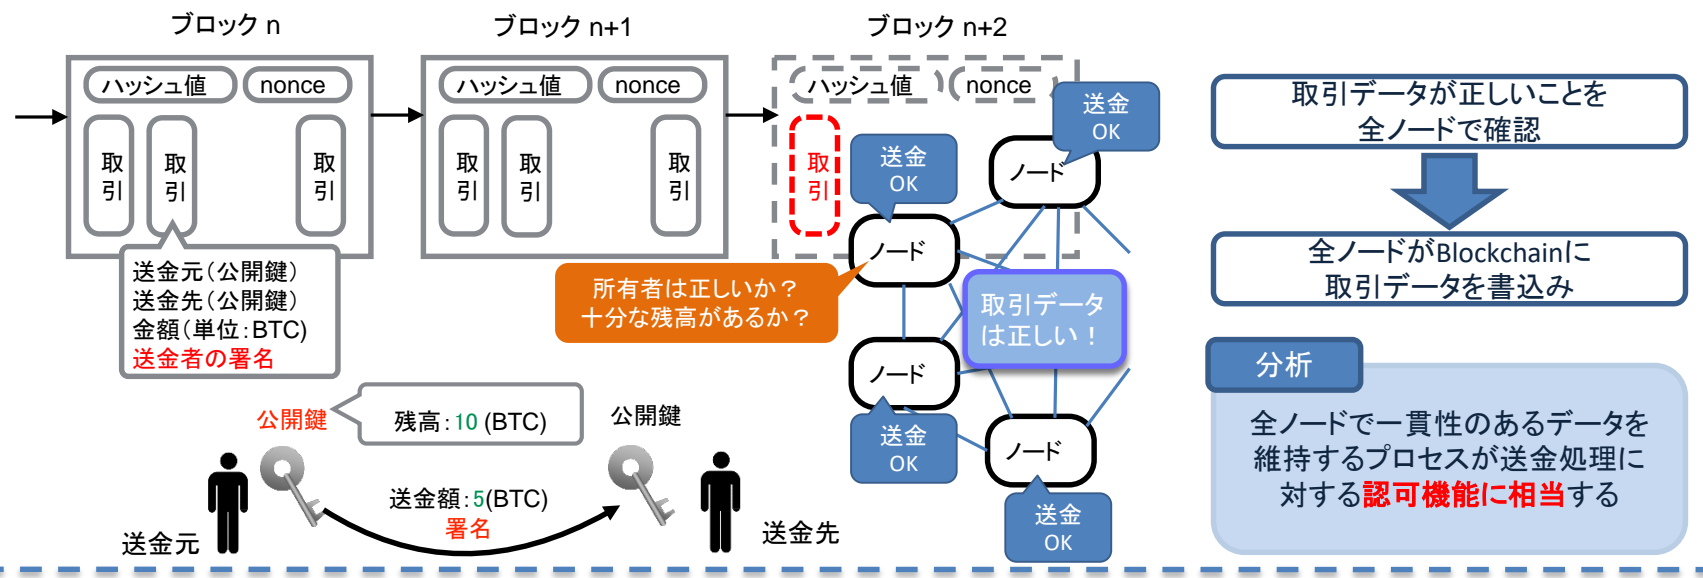 ブロック n
ブロック n+1
ブロック n+2
ハッシュ値
nonce
取引
取引
取引
ハッシュ値
nonce
取引
取引
取引
ハッシュ値
nonce
取引
送金元(公開鍵)
送金先(公開鍵)
金額(単位:BTC)
送金者の署名
送金
OK
ノード
送金
OK
ノード
所有者は正しいか?
十分な残高があるか?
取引データ
は正しい!
ノード
送金
OK
ノード
送金
OK
公開鍵
残高:10 (BTC)
公開鍵
送金額:5(BTC)
署名
送金元
送金先
取引データが正しいことを
全ノードで確認
全ノードがBlockchainに
取引データを書込み
分析
全ノードで一貫性のあるデータを
維持するプロセスが送金処理に
対する認可機能に相当する